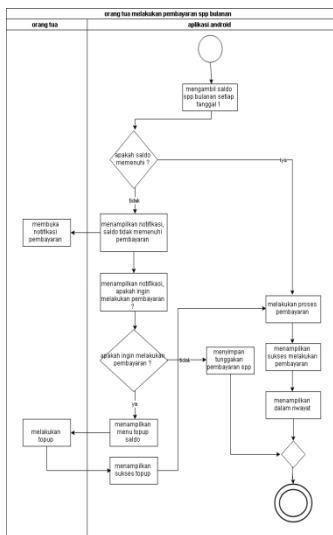 orang tua melakukan pembayaran spp bulanan
orang tua
aplikasi android
mengambil saldo
spp bulanan setiap
tanggal 1
apakah saldo
memenuhi ?
iya
tidak
membuka
notifikasi
pembayaran
menampilkan notifikasi,
saldo tidak memenuhi
pembayaran
menampilkan notifikasi,
apakah ingin
melakukan pembayaran
?
melakukan proses
pembayaran
apakah ingin melakukan
pembayaran ?
tidak
menyimpan
tunggakan
pembayaran spp
menampilkan
sukses melakukan
pembayaran
ya
menampilkan
dalam riwayat
melakukan
topup
menampilkan
menu topup
saldo
menampilkan
sukses topup